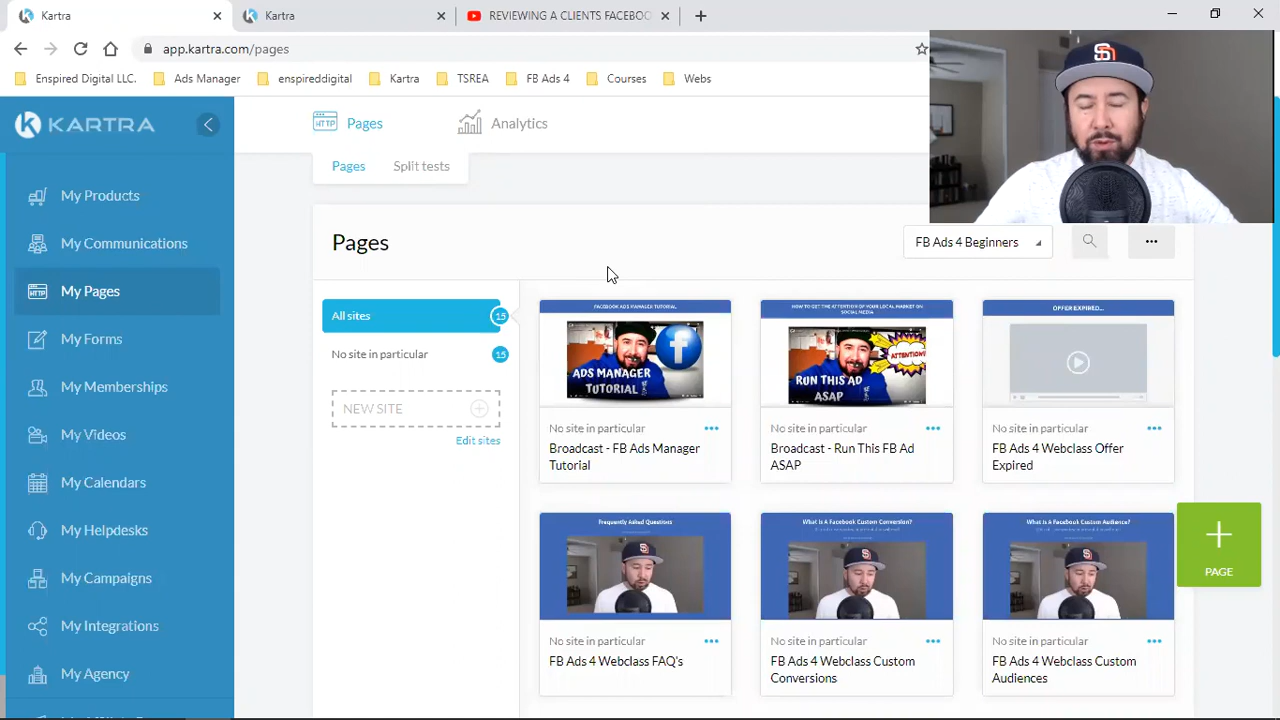 Kartra
Kartra
REVIEWING A CLIENTS FACEBO
app.kartra.com/pages
Enspired Digital LLC.
Ads Manager
enspireddigital
Kartra
TSREA
FB Ads 4
Courses
Webs
KARTRA
HTTP
Pages
Analytics
Pages
Split tests
My Products
My Communications
My Pages
My Forms
My Memberships
My Videos
My Calendars
My Helpdesks
My Campaigns
My Integrations
My Agency
Pages
FB Ads 4 Beginners
All sites
15
No site in particular
15
NEW SITE
Edit sites
FACEBOOK ADS MANAGER TUTORIAL
ADS MANAGER
TUTORIAL
No site in particular
Broadcast - FB Ads Manager
Tutorial
HOW TO GET THE ATTENTION OF YOUR LOCAL MARKET ON
SOCIAL MEDIA
ATTENTION!
RUN THIS AD
ASAP
No site in particular
Broadcast - Run This FB Ad
ASAP
OFFER EXPIRED...
No site in particular
FB Ads 4 Webclass Offer
Expired
Frequently Asked Questions
No site in particular
FB Ads 4 Webclass FAQ's
What Is A Facebook Custom Conversion?
No site in particular
FB Ads 4 Webclass Custom
Conversions
What Is A Facebook Custom Audience?
No site in particular
FB Ads 4 Webclass Custom
Audiences
PAGE